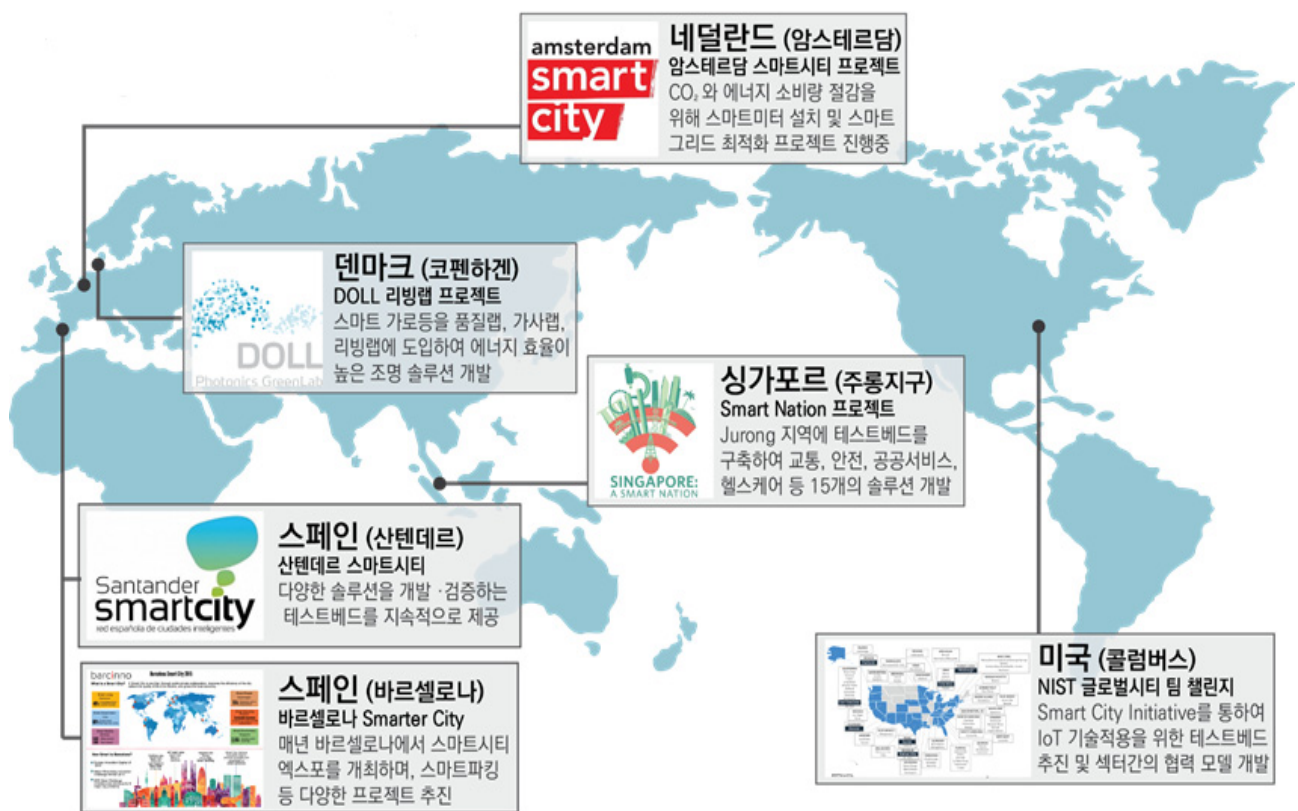 amsterdam
smart
city
네덜란드 (암스테르담)
암스테르담 스마트시티 프로젝트
CO₂ 와 에너지 소비량 절감을
위해 스마트미터 설치 및 스마트
그리드 최적화 프로젝트 진행중
DOLL
Photonics GreenLab
덴마크 (코펜하겐)
DOLL 리빙랩 프로젝트
스마트 가로등을 품질랩, 가사랩,
리빙랩에 도입하여 에너지 효율이
높은 조명 솔루션 개발
SINGAPORE:
A SMART NATION
싱가포르 (주롱지구)
Smart Nation 프로젝트
Jurong 지역에 테스트베드를
구축하여 교통, 안전, 공공서비스,
헬스케어 등 15개의 솔루션 개발
Santander
smartcity
red española de ciudades inteligentes
스페인 (산텐데르)
산텐데르 스마트시티
다양한 솔루션을 개발 ·검증하는
테스트베드를 지속적으로 제공
barcinno
Barcelona Smart City
스페인 (바르셀로나)
바르셀로나 Smarter City
매년 바르셀로나에서 스마트시티
엑스포를 개최하며, 스마트파킹
등 다양한 프로젝트 추진
미국 (콜럼버스)
NIST 글로벌시티 팀 챌린지
Smart City Initiative를 통하여
IoT 기술적용을 위한 테스트베드
추진 및 섹터간의 협력 모델 개발